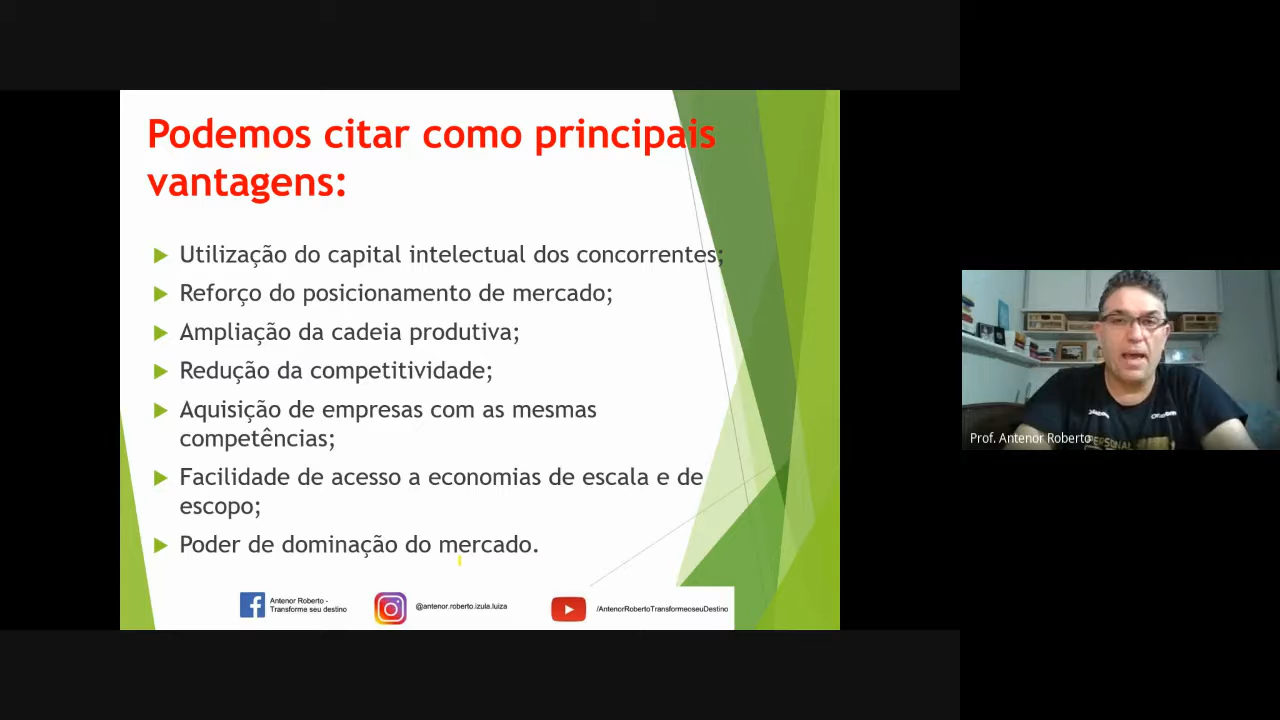 Podemos citar como principais
vantagens:
Utilização do capital intelectual dos concorrentes;
Reforço do posicionamento de mercado;
Ampliação da cadeia produtiva;
Redução da competitividade;
Aquisição de empresas com as mesmas
competências;
Facilidade de acesso a economias de escala e de
escopo;
Poder de dominação do mercado.
Antenor Roberto -
Transforme seu destino
@antenor.roberto.izula.luiza
/AntenorRobertoTransformeoseuDestino
Prof. Antenor Roberto
PERSONAL